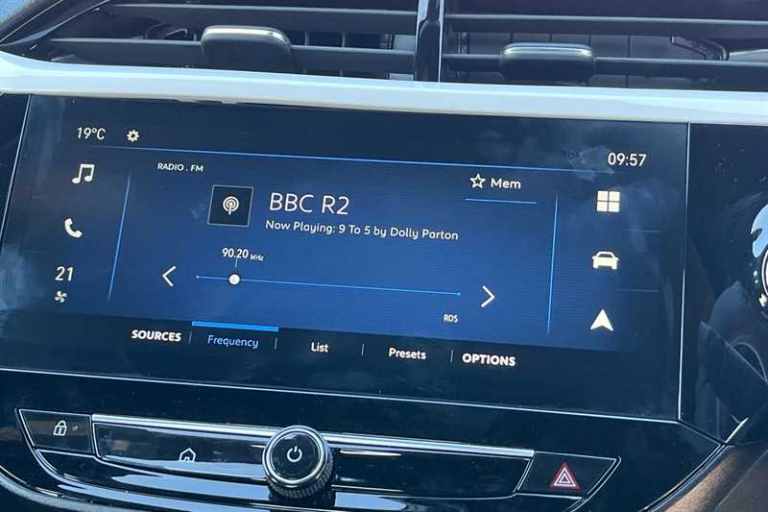 19°C
09:57
RADIO . FM
Mem
BBC R2
Now Playing: 9 To 5 by Dolly Parton
90.20 MHz
21
RDS
SOURCES
Frequency
List
Presets
OPTIONS